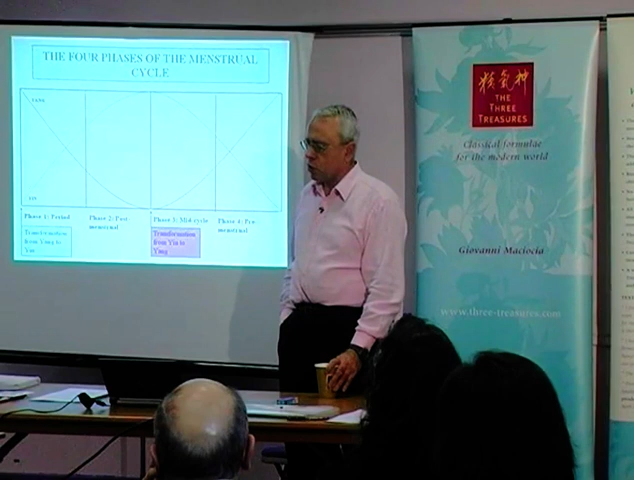 THE FOUR PHASES OF THE MENSTRUAL
CYCLE
YANG
YIN
Phase 1: Period
Phase 2: Post
menstrual
Phase 3: Mid-cycle
Phase 4: Pre-
menstrual
Transformation
from Yang to
Yin
Transformation
from Yin to
Yang
精氣神
THE
THREE
TREASURES
Classical formulae
for the modern world
Giovanni Maciocia
www.three-treasures.com